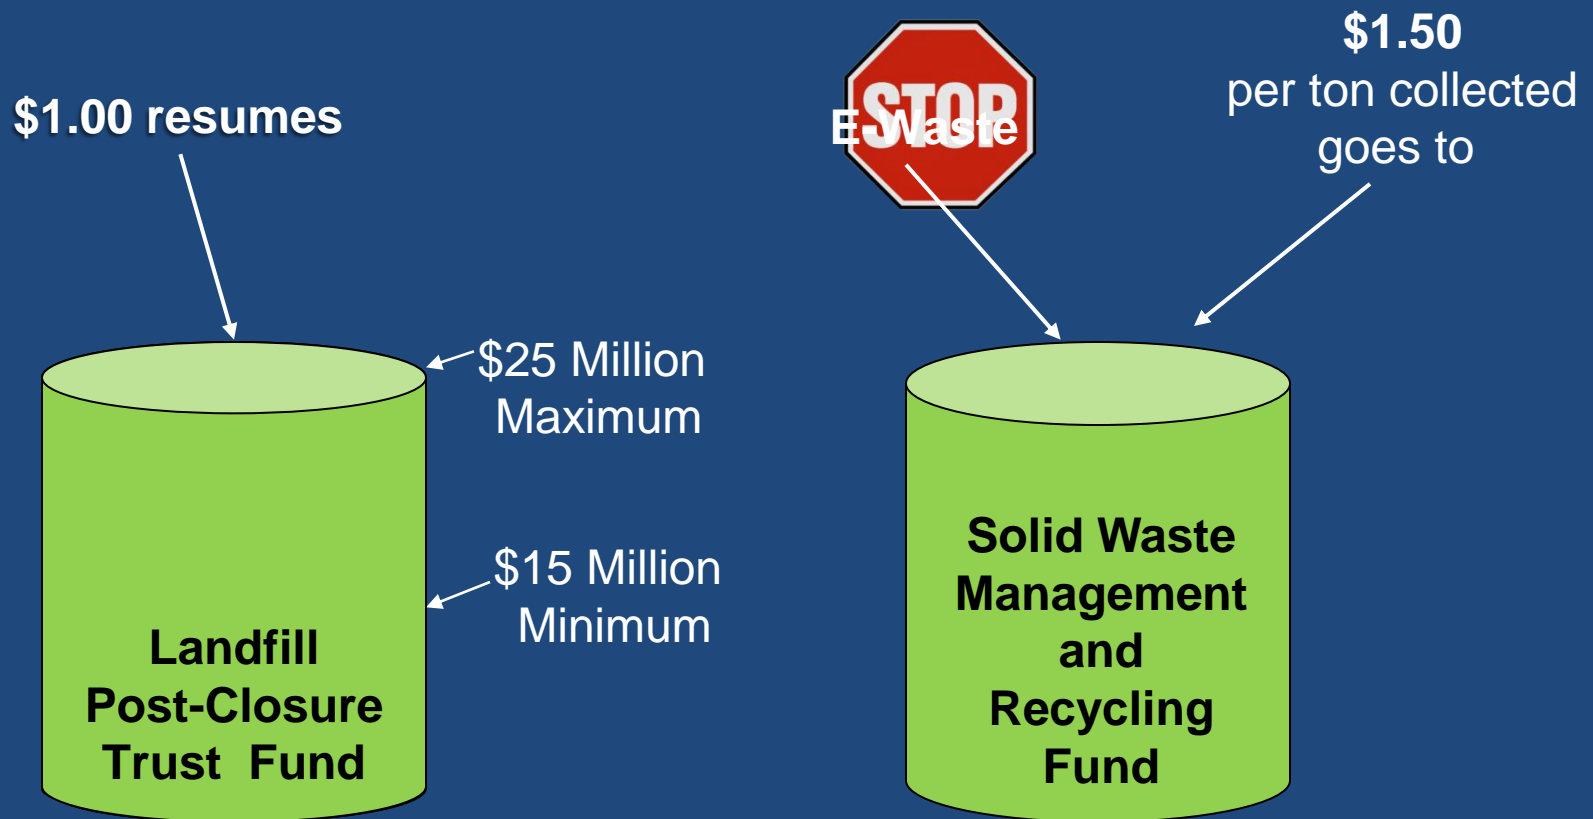 $1.00 resumes
STOP
E-Waste
$1.50
per ton collected
goes to
$25 Million
Maximum
$15 Million
Minimum
Landfill
Post-Closure
Trust Fund
Solid Waste
Management
and
Recycling
Fund